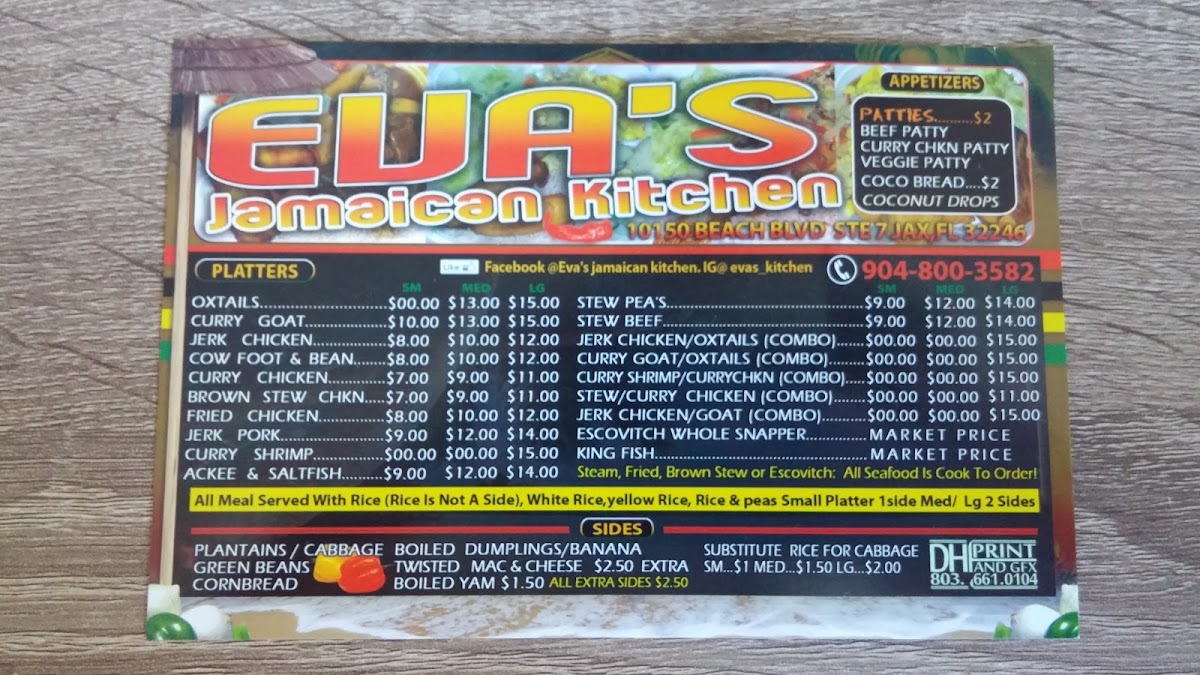 EVA'S
Jamaican Kitchen
10150 BEACH BLVD STE 7 JAX,FL 32246
APPETIZERS
PATTIES.........$2
BEEF PATTY
CURRY CHKN PATTY
VEGGIE PATTY
COCO BREAD....$2
COCONUT DROPS
PLATTERS
Like
Facebook @Eva's jamaican kitchen. IG@ evas_kitchen
904-800-3582
SM MED LG
OXTAILS...................$00.00 $13.00 $15.00
CURRY GOAT................$10.00 $13.00 $15.00
JERK CHICKEN..............$8.00 $10.00 $12.00
COW FOOT & BEAN......$8.00 $10.00 $12.00
CURRY CHICKEN............$7.00 $9.00 $11.00
BROWN STEW CHKN.....$7.00 $9.00 $11.00
FRIED CHICKEN..............$8.00 $10.00 $12.00
JERK PORK......................$9.00 $12.00 $14.00
CURRY SHRIMP..............$00.00 $00.00 $15.00
ACKEE & SALTFISH.........$9.00 $12.00 $14.00
SM MED LG
STEW PEA'S.......................................$9.00 $12.00 $14.00
STEW BEEF........................................$9.00 $12.00 $14.00
JERK CHICKEN/OXTAILS (COMBO)......$00.00 $00.00 $15.00
CURRY GOAT/OXTAILS (COMBO).......$00.00 $00.00 $15.00
CURRY SHRIMP/CURRYCHKN (COMBO).....$00.00 $00.00 $15.00
STEW/CURRY CHICKEN (COMBO)........$00.00 $00.00 $11.00
JERK CHICKEN/GOAT (COMBO)..........$00.00 $00.00 $15.00
ESCOVITCH WHOLE SNAPPER................MARKET PRICE
KING FISH..........................................MARKET PRICE
Steam, Fried, Brown Stew or Escovitch: All Seafood Is Cook To Order!
All Meal Served With Rice (Rice Is Not A Side), White Rice,yellow Rice, Rice & peas Small Platter 1side Med/ Lg 2 Sides
SIDES
PLANTAINS / CABBAGE
GREEN BEANS
CORNBREAD
BOILED DUMPLINGS/BANANA
TWISTED MAC & CHEESE $2.50 EXTRA
BOILED YAM $1.50 ALL EXTRA SIDES $2.50
SUBSTITUTE RICE FOR CABBAGE
SM...$1 MED...$1.50 LG...$2.00
DH PRINT
AND GFX
803. 661.0104